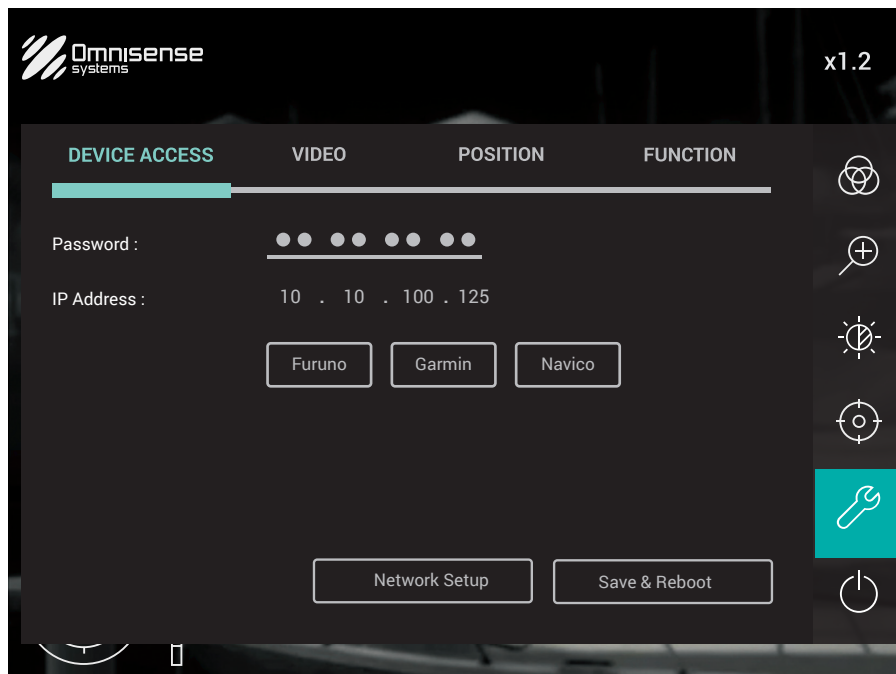 Omnisense
systems
x1.2
DEVICE ACCESS VIDEO POSITION FUNCTION
Password :
IP Address : 10 . 10 . 100 . 125
Furuno Garmin Navico
Network Setup Save & Reboot